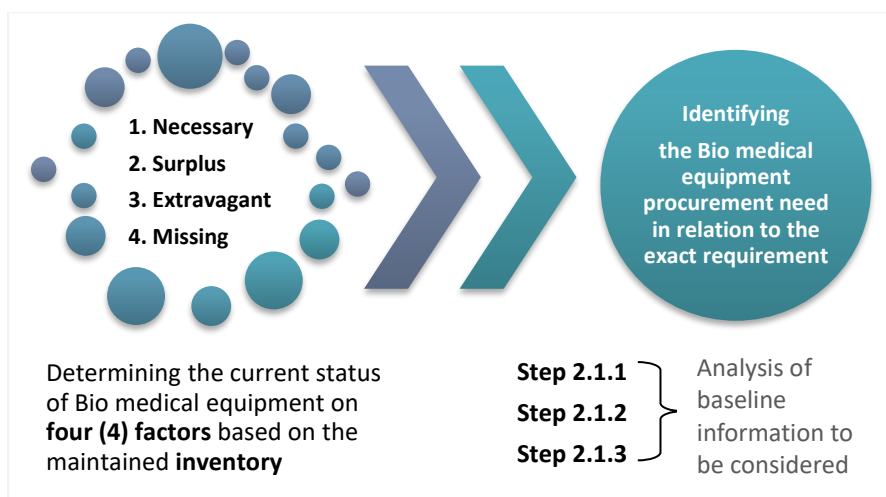 1. Necessary
2. Surplus
3. Extravagant
4. Missing
Identifying
the Bio medical
equipment
procurement need
in relation to the
exact requirement
Determining the current status
of Bio medical equipment on
four (4) factors based on the
maintained inventory
Step 2.1.1
Step 2.1.2
Step 2.1.3
Analysis of
baseline
information to
be considered